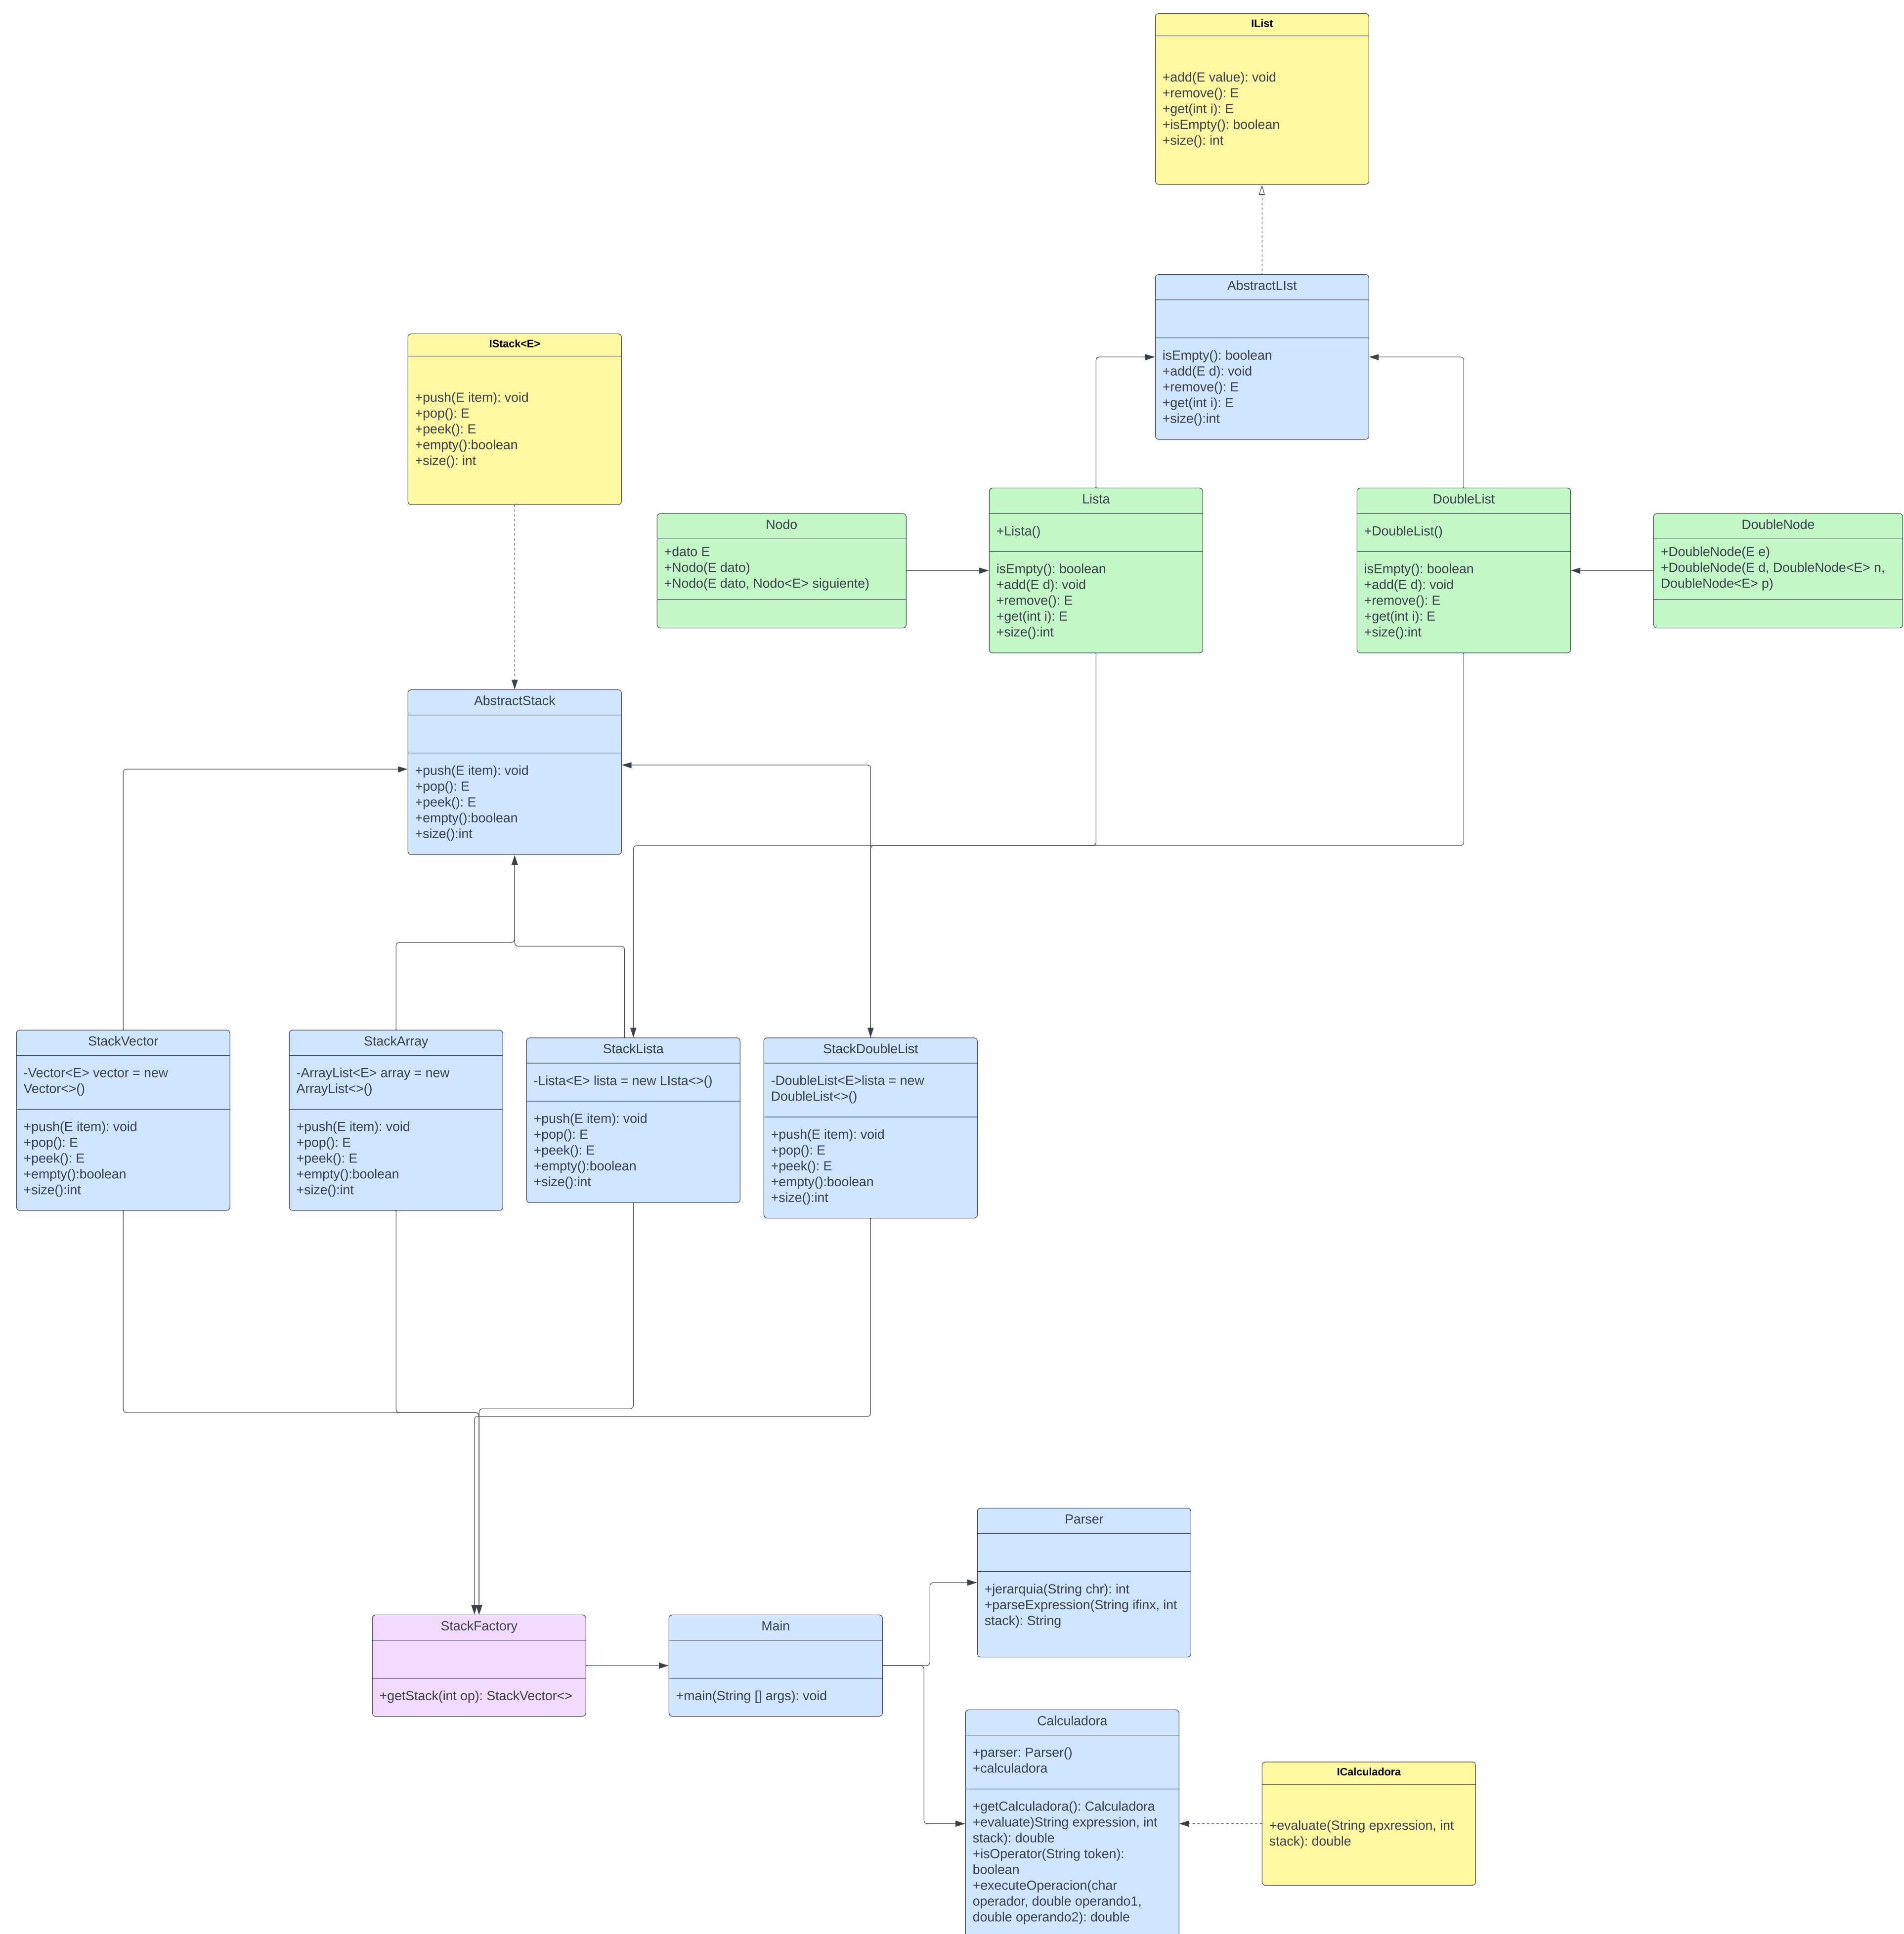 IList
+add(E value): void
+remove(): E
+get(int i): E
+isEmpty(): boolean
+size(): int
AbstractLIst
isEmpty(): boolean
+add(E d): void
+remove(): E
+get(int i): E
+size():int
IStack<E>
+push(E item): void
+pop(): E
+peek(): E
+empty():boolean
+size(): int
Nodo
+dato E
+Nodo(E dato)
+Nodo(E dato, Nodo<E> siguiente)
Lista
+Lista()
isEmpty(): boolean
+add(E d): void
+remove(): E
+get(int i): E
+size():int
DoubleList
+DoubleList()
isEmpty(): boolean
+add(E d): void
+remove(): E
+get(int i): E
+size():int
DoubleNode
+DoubleNode(E e)
+DoubleNode(E d, DoubleNode<E> n,
DoubleNode<E> p)
AbstractStack
+push(E item): void
+pop(): E
+peek(): E
+empty():boolean
+size():int
StackVector
-Vector<E> vector = new
Vector<>()
+push(E item): void
+pop(): E
+peek(): E
+empty():boolean
+size():int
StackArray
-ArrayList<E> array = new
ArrayList<>()
+push(E item): void
+pop(): E
+peek(): E
+empty():boolean
+size():int
StackLista
-Lista<E> lista = new LIsta<>()
+push(E item): void
+pop(): E
+peek(): E
+empty():boolean
+size():int
StackDoubleList
-DoubleList<E>lista = new
DoubleList<>()
+push(E item): void
+pop(): E
+peek(): E
+empty():boolean
+size():int
StackFactory
+getStack(int op): StackVector<>
Main
+main(String [] args): void
Parser
+jerarquia(String chr): int
+parseExpression(String ifinx, int
stack): String
Calculadora
+parser: Parser()
+calculadora
+getCalculadora(): Calculadora
+evaluate)String expression, int
stack): double
+isOperator(String token):
boolean
+executeOperacion(char
operador, double operando1,
double operando2): double
ICalculadora
+evaluate(String epxression, int
stack): double